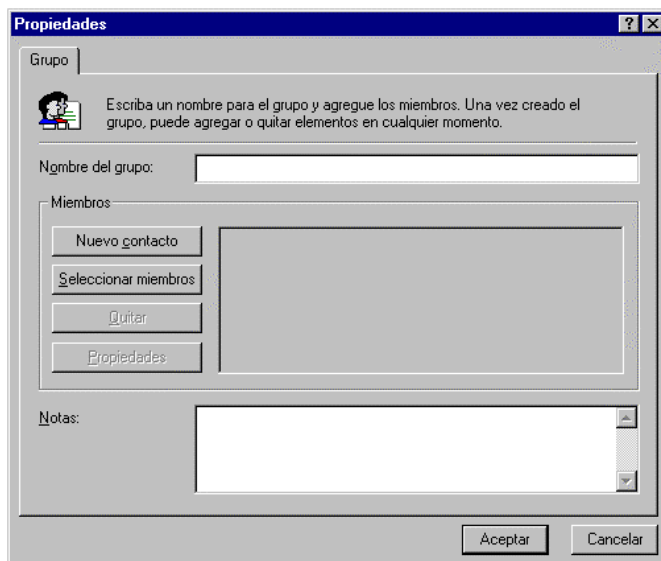 Propiedades
Grupo
Escriba un nombre para el grupo y agregue los miembros. Una vez creado el
grupo, puede agregar o quitar elementos en cualquier momento.
Nombre del grupo:
Miembros
Nuevo contacto
Seleccionar miembros
Quitar
Propiedades
Notas:
Aceptar
Cancelar